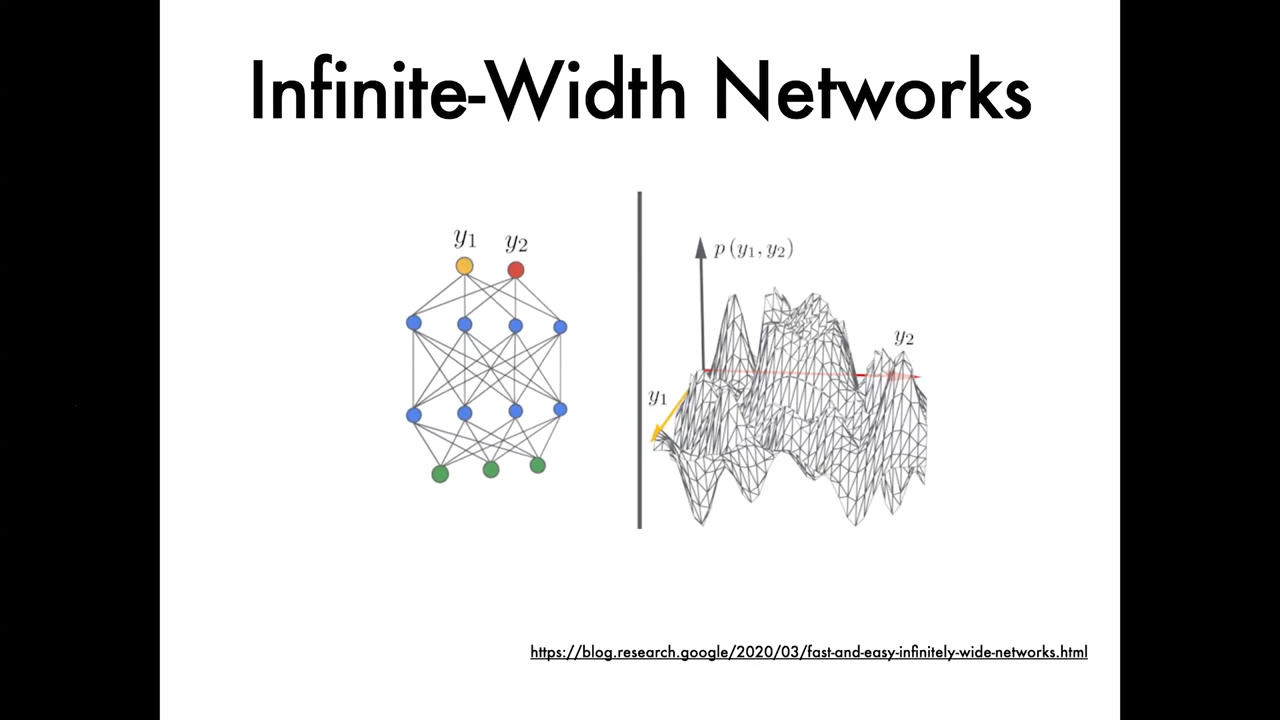 Infinite-Width Networks
y₁ y₂
p(y₁, y₂)
y₂
y₁
https://blog.research.google/2020/03/fast-and-easy-infinitely-wide-networks.html